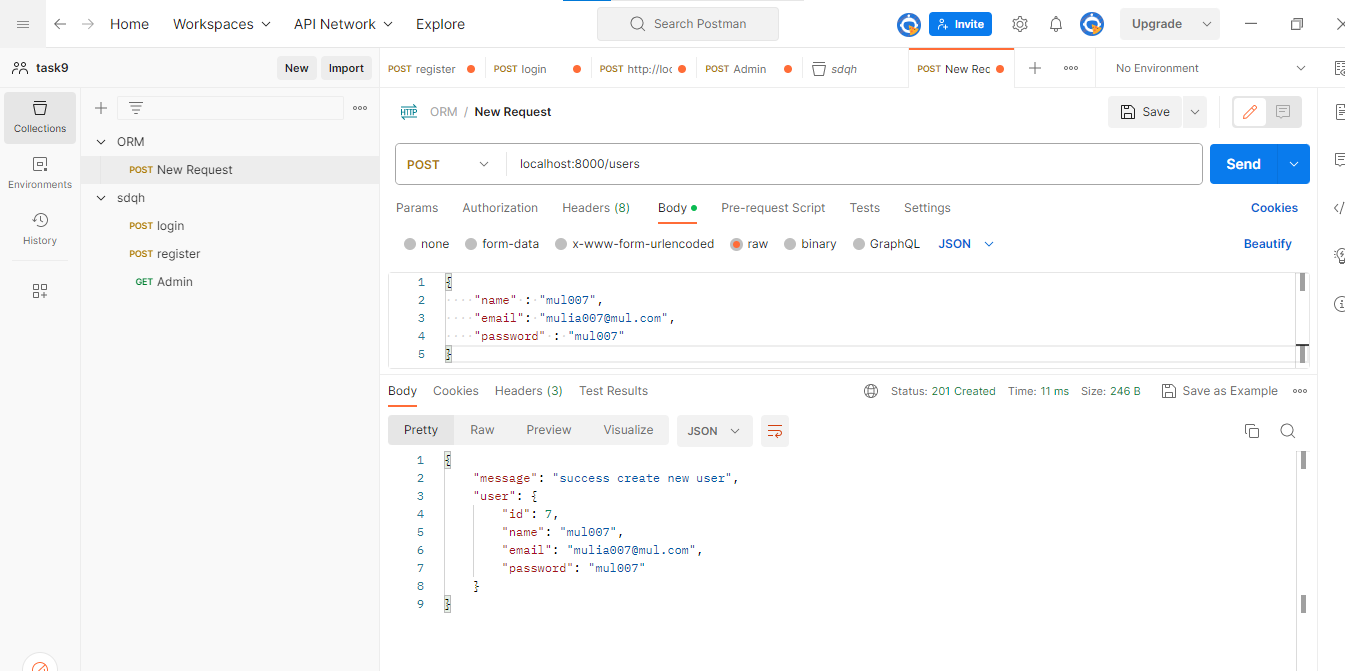 Home Workspaces API Network Explore Search Postman Invite Upgrade
task9 New Import POST register POST login POST http://loc POST Admin sdqh POST New Rec No Environment
Collections
Environments
History
ORM
POST New Request
sdqh
POST login
POST register
GET Admin
HTTP ORM / New Request Save
POST localhost:8000/users Send
Params Authorization Headers (8) Body Pre-request Script Tests Settings Cookies
none form-data x-www-form-urlencoded raw binary GraphQL JSON Beautify
1 {
2 ····"name"·:·"mul007",
3 ····"email":·"mulia007@mul.com",
4 ····"password"·:·"mul007"
5 }
Body Cookies Headers (3) Test Results Status: 201 Created Time: 11 ms Size: 246 B Save as Example
Pretty Raw Preview Visualize JSON
1 {
2 "message": "success create new user",
3 "user": {
4 "id": 7,
5 "name": "mul007",
6 "email": "mulia007@mul.com",
7 "password": "mul007"
8 }
9 }